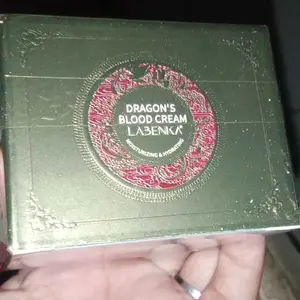 DRAGON'S
BLOOD CREAM
LABENKA
MOISTURIZING & HYDRATING